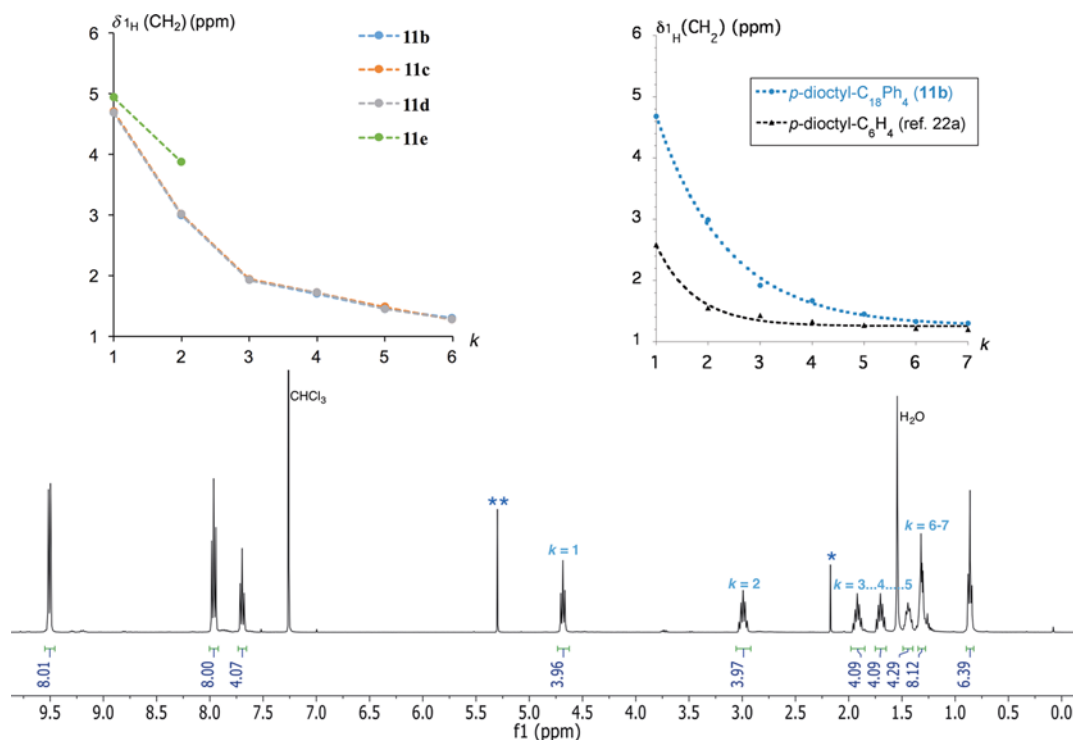 δ ¹H (CH₂) (ppm)
6
5
4
3
2
1
1 2 3 4 5 6 k
11b
11c
11d
11e
δ¹H(CH₂) (ppm)
6
5
4
3
2
1
1 2 3 4 5 6 7 k
p-dioctyl-C₁₈Ph₄ (11b)
p-dioctyl-C₆H₄ (ref. 22a)
CHCl₃
**
k = 1
k = 2
*
k = 3...4.....5
H₂O
k = 6-7
8.01 8.00 4.07 3.96 3.97 4.09 4.09 4.29 8.12 6.39
9.5 9.0 8.5 8.0 7.5 7.0 6.5 6.0 5.5 5.0 4.5 4.0 3.5 3.0 2.5 2.0 1.5 1.0 0.5 0.0
f1 (ppm)